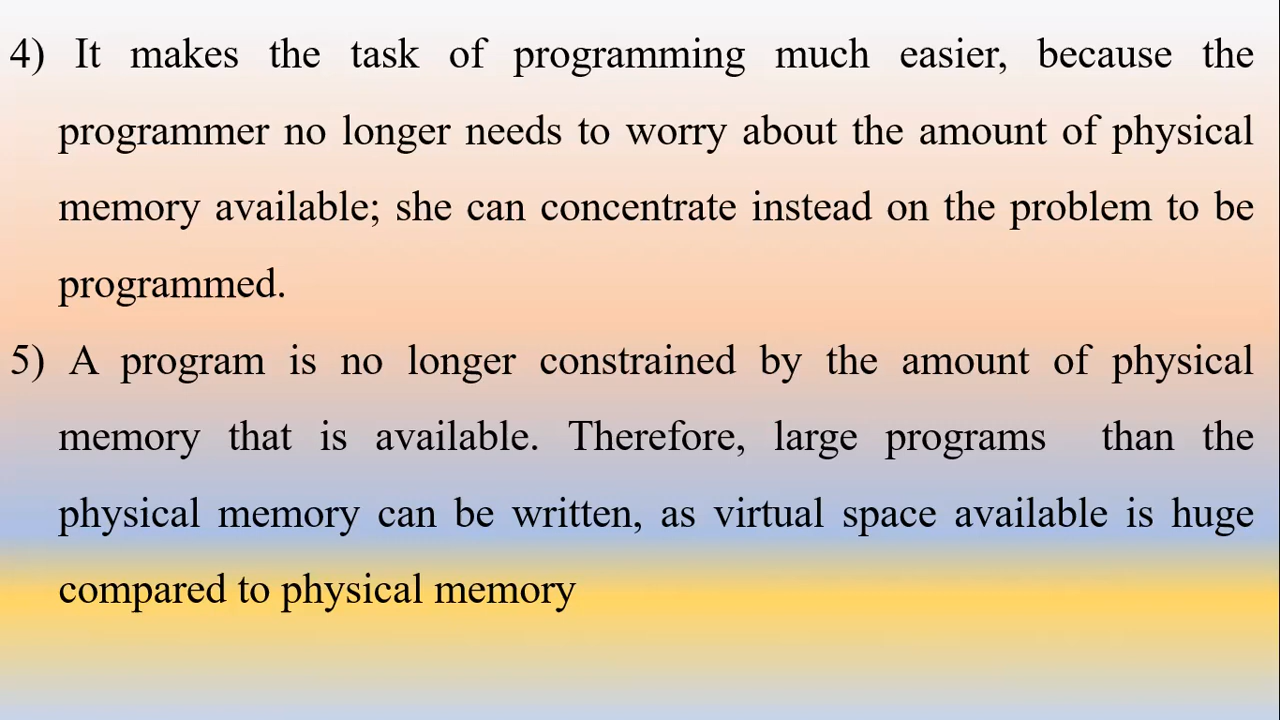 4) It makes the task of programming much easier, because the
programmer no longer needs to worry about the amount of physical
memory available; she can concentrate instead on the problem to be
programmed.
5) A program is no longer constrained by the amount of physical
memory that is available. Therefore, large programs than the
physical memory can be written, as virtual space available is huge
compared to physical memory